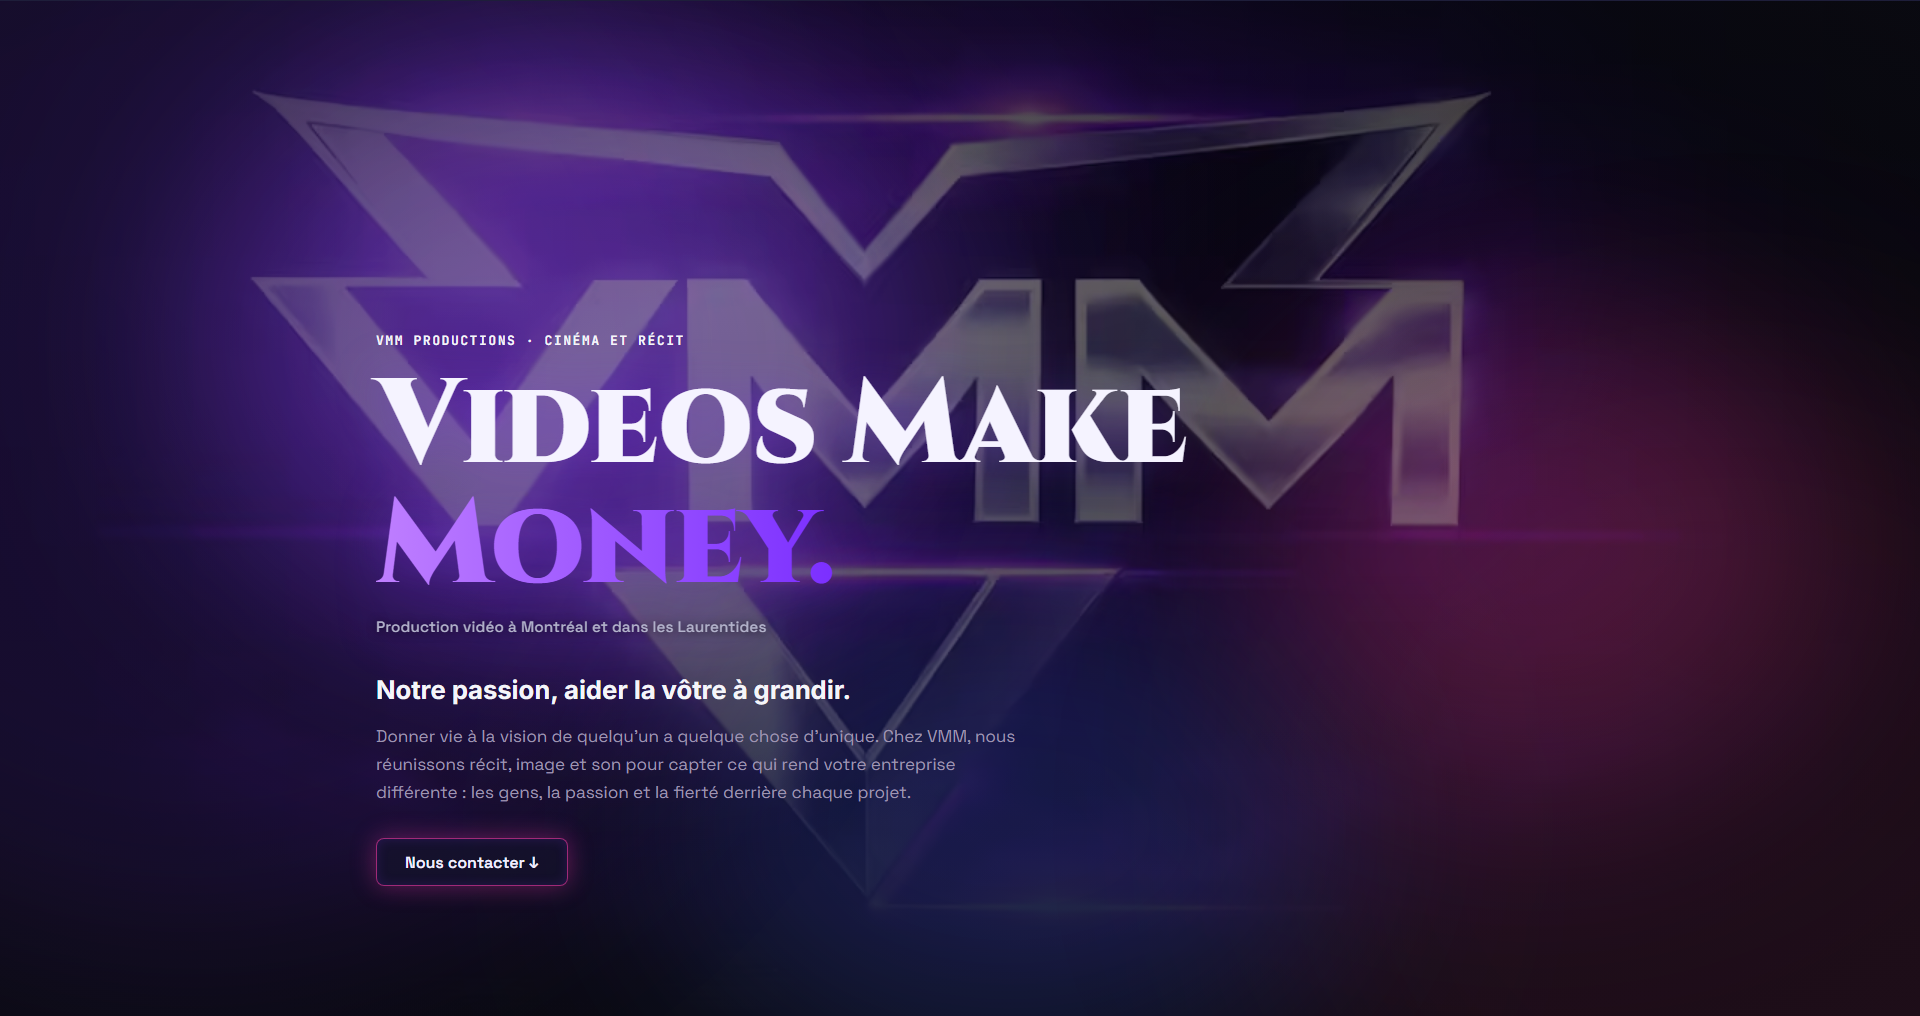 VMM
VMM PRODUCTIONS · CINÉMA ET RÉCIT
VIDEOS MAKE
MONEY.
Production vidéo à Montréal et dans les Laurentides
Notre passion, aider la vôtre à grandir.
Donner vie à la vision de quelqu’un a quelque chose d’unique. Chez VMM, nous
réunissons récit, image et son pour capter ce qui rend votre entreprise
différente : les gens, la passion et la fierté derrière chaque projet.
Nous contacter ↓